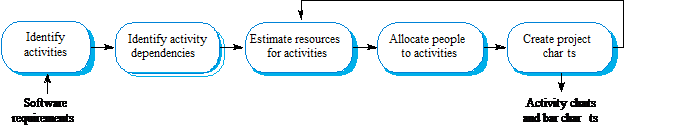 Identify
activities
Identify activity
dependencies
Estimate resources
for activities
Allocate people
to activities
Create project
char ts
Software
requirements
Activity charts
and bar char ts